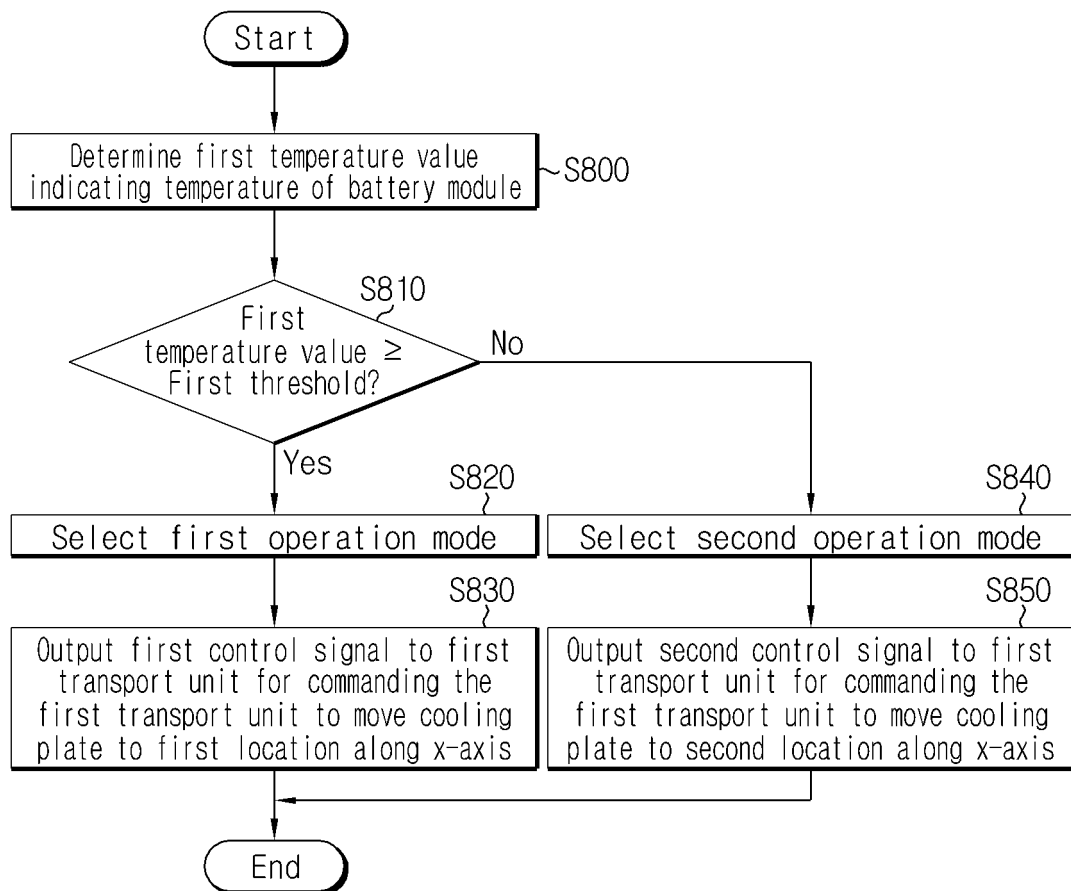 Start
Determine first temperature value
indicating temperature of battery module
S800
S810
First
temperature value ≥
First threshold?
No
Yes
S820
Select first operation mode
S840
Select second operation mode
S830
Output first control signal to first
transport unit for commanding the
first transport unit to move cooling
plate to first location along x-axis
S850
Output second control signal to first
transport unit for commanding the
first transport unit to move cooling
plate to second location along x-axis
End